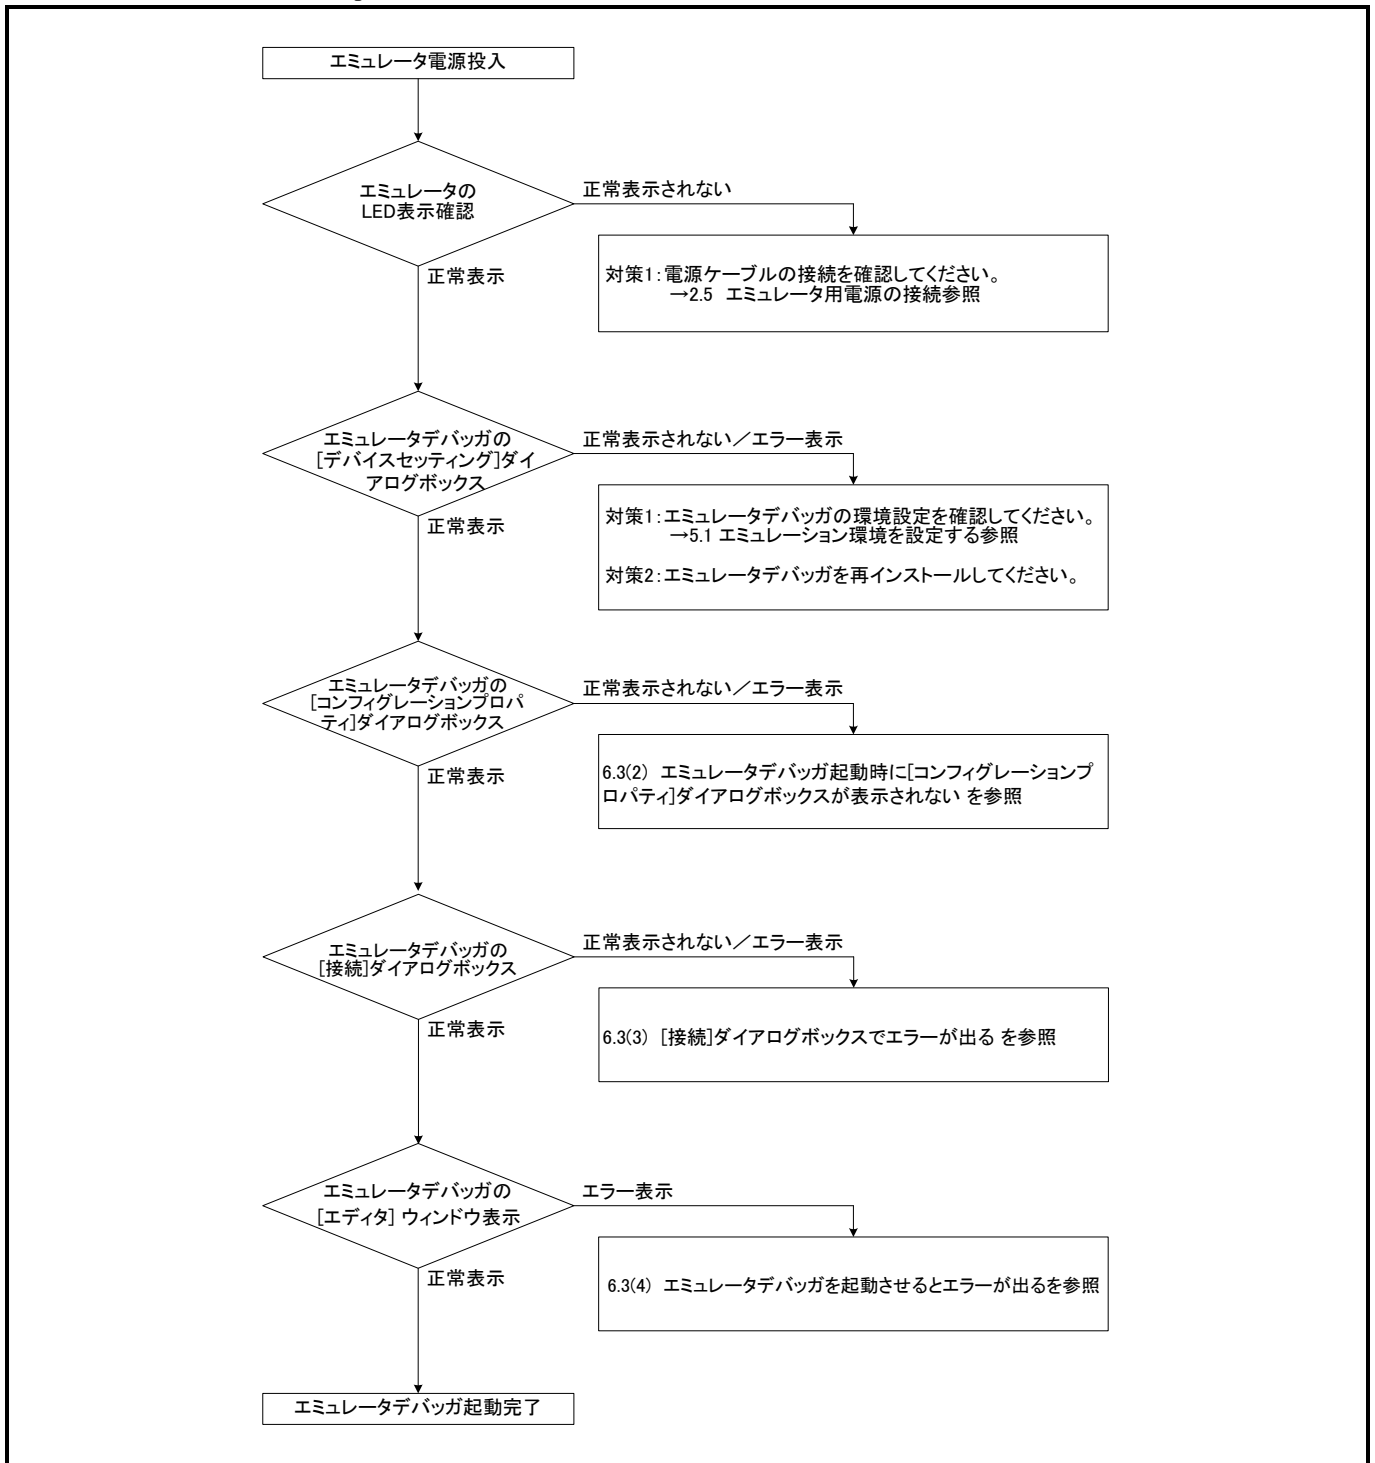 エミュレータ電源投入
エミュレータの
LED表示確認
正常表示されない
対策1:電源ケーブルの接続を確認してください。
→2.5 エミュレータ用電源の接続参照
正常表示
エミュレータデバッガの
[デバイスセッティング]ダイ
アログボックス
正常表示されない/エラー表示
対策1:エミュレータデバッガの環境設定を確認してください。
→5.1 エミュレーション環境を設定する参照
対策2:エミュレータデバッガを再インストールしてください。
正常表示
エミュレータデバッガの
[コンフィグレーションプロパ
ティ]ダイアログボックス
正常表示されない/エラー表示
6.3(2) エミュレータデバッガ起動時に[コンフィグレーションプ
ロパティ]ダイアログボックスが表示されない を参照
正常表示
エミュレータデバッガの
[接続]ダイアログボックス
正常表示されない/エラー表示
6.3(3) [接続]ダイアログボックスでエラーが出る を参照
正常表示
エミュレータデバッガの
[エディタ] ウィンドウ表示
エラー表示
6.3(4) エミュレータデバッガを起動させるとエラーが出るを参照
正常表示
エミュレータデバッガ起動完了